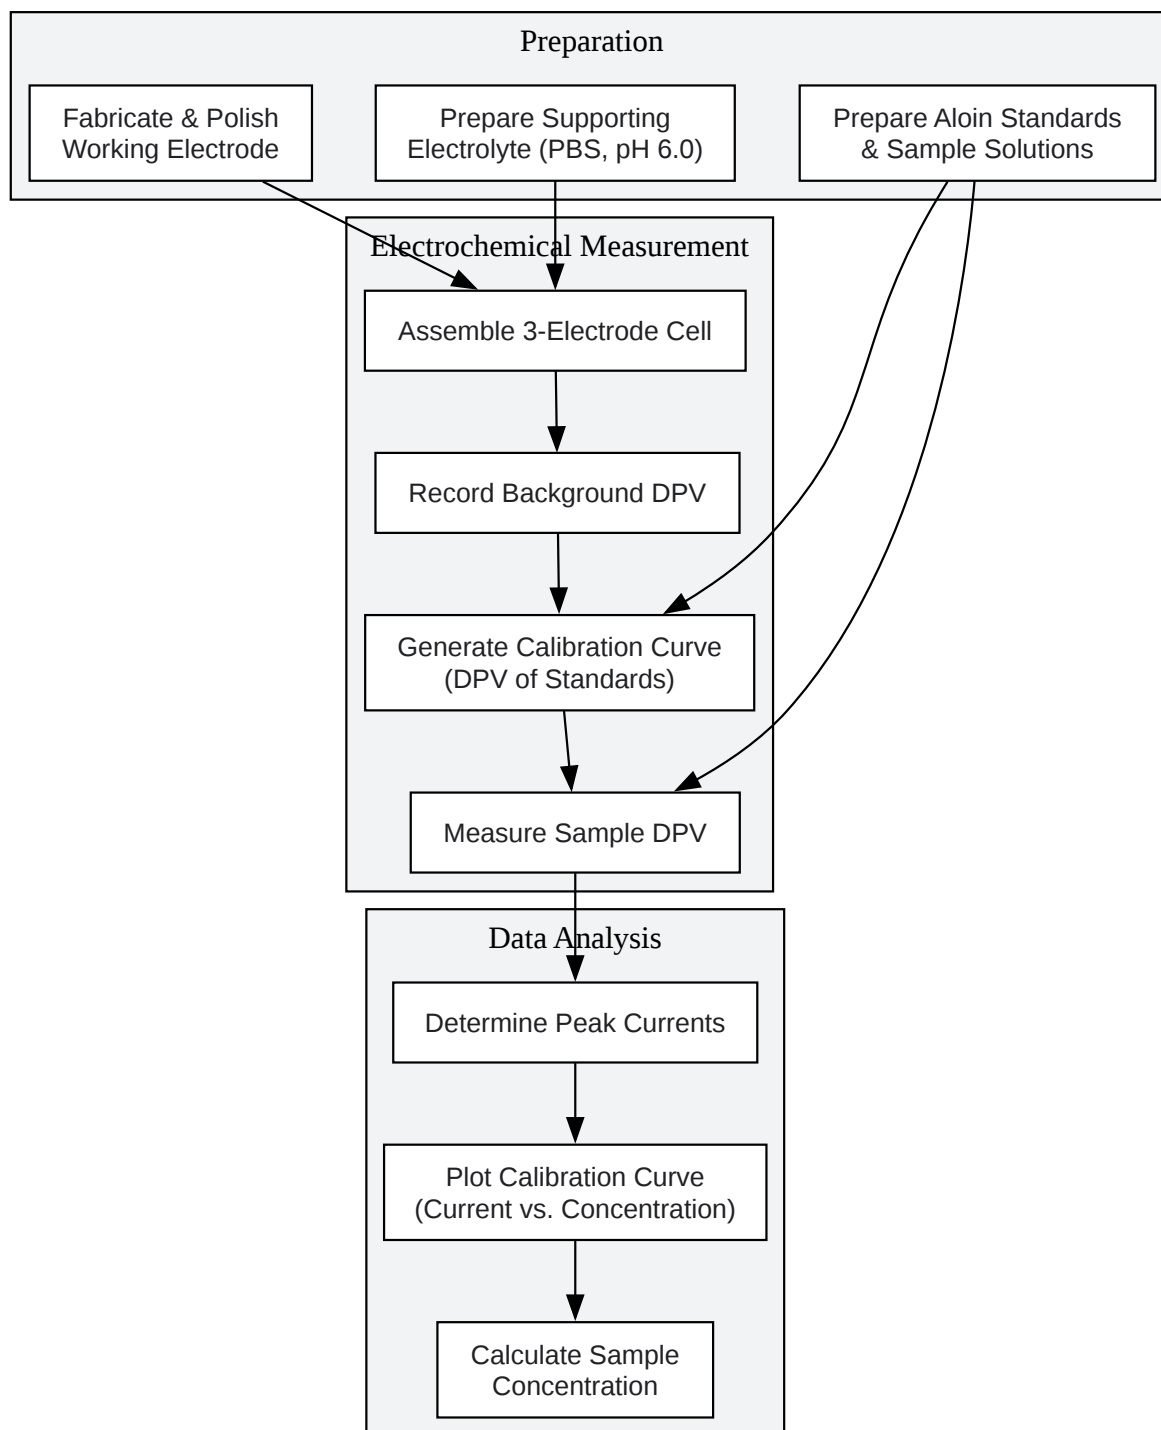 Preparation
Fabricate & Polish
Working Electrode
Prepare Supporting
Electrolyte (PBS, pH 6.0)
Prepare Aloin Standards
& Sample Solutions
Electrochemical Measurement
Assemble 3-Electrode Cell
Record Background DPV
Generate Calibration Curve
(DPV of Standards)
Measure Sample DPV
Data Analysis
Determine Peak Currents
Plot Calibration Curve
(Current vs. Concentration)
Calculate Sample
Concentration